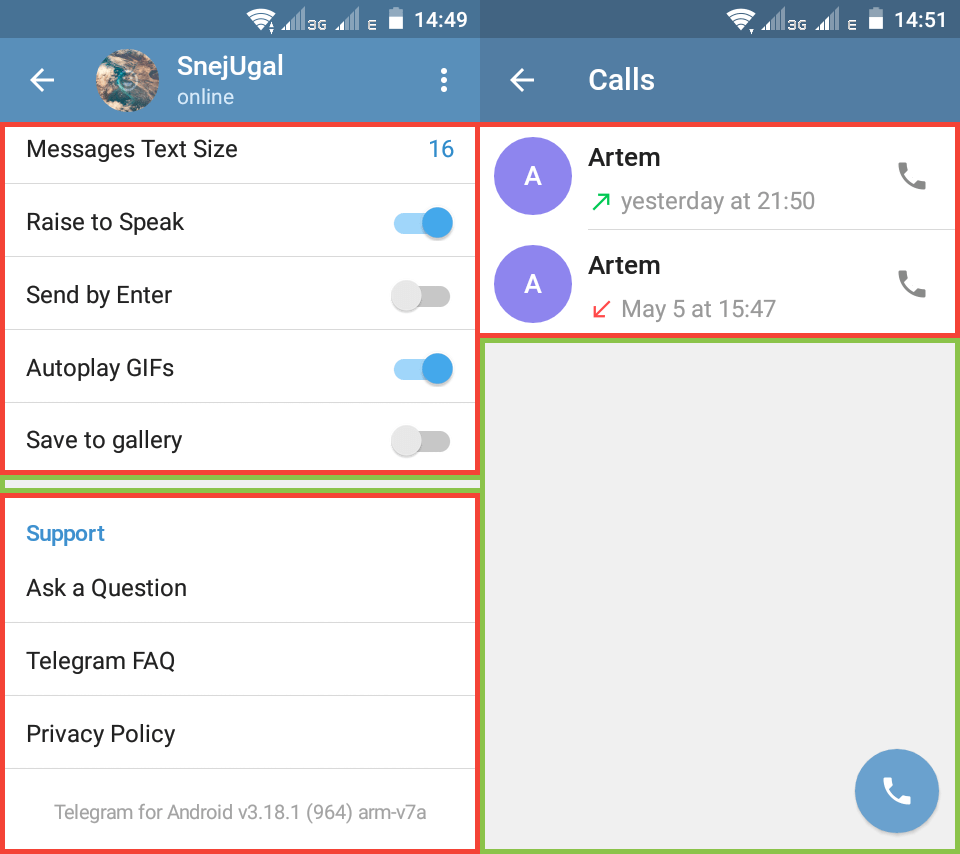 3G E 14:49
SnejUgal
online
Messages Text Size 16
Raise to Speak
Send by Enter
Autoplay GIFs
Save to gallery
Support
Ask a Question
Telegram FAQ
Privacy Policy
Telegram for Android v3.18.1 (964) arm-v7a
3G E 14:51
Calls
A
Artem
yesterday at 21:50
A
Artem
May 5 at 15:47